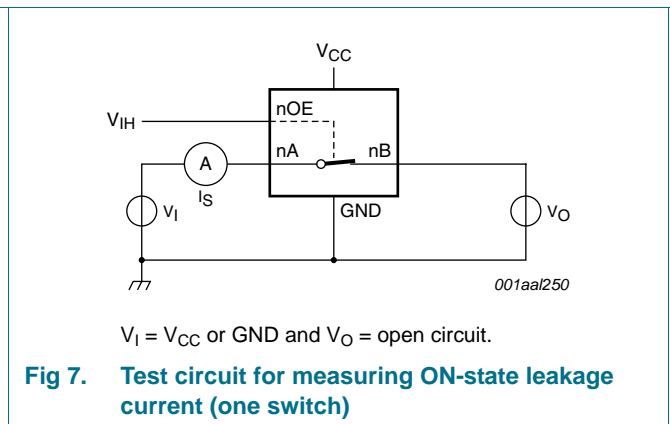 VCC
nOE
VIH
nA
nB
A
IS
VI
GND
VO
001aal250
VI = VCC or GND and VO = open circuit.
Fig 7. Test circuit for measuring ON-state leakage
current (one switch)